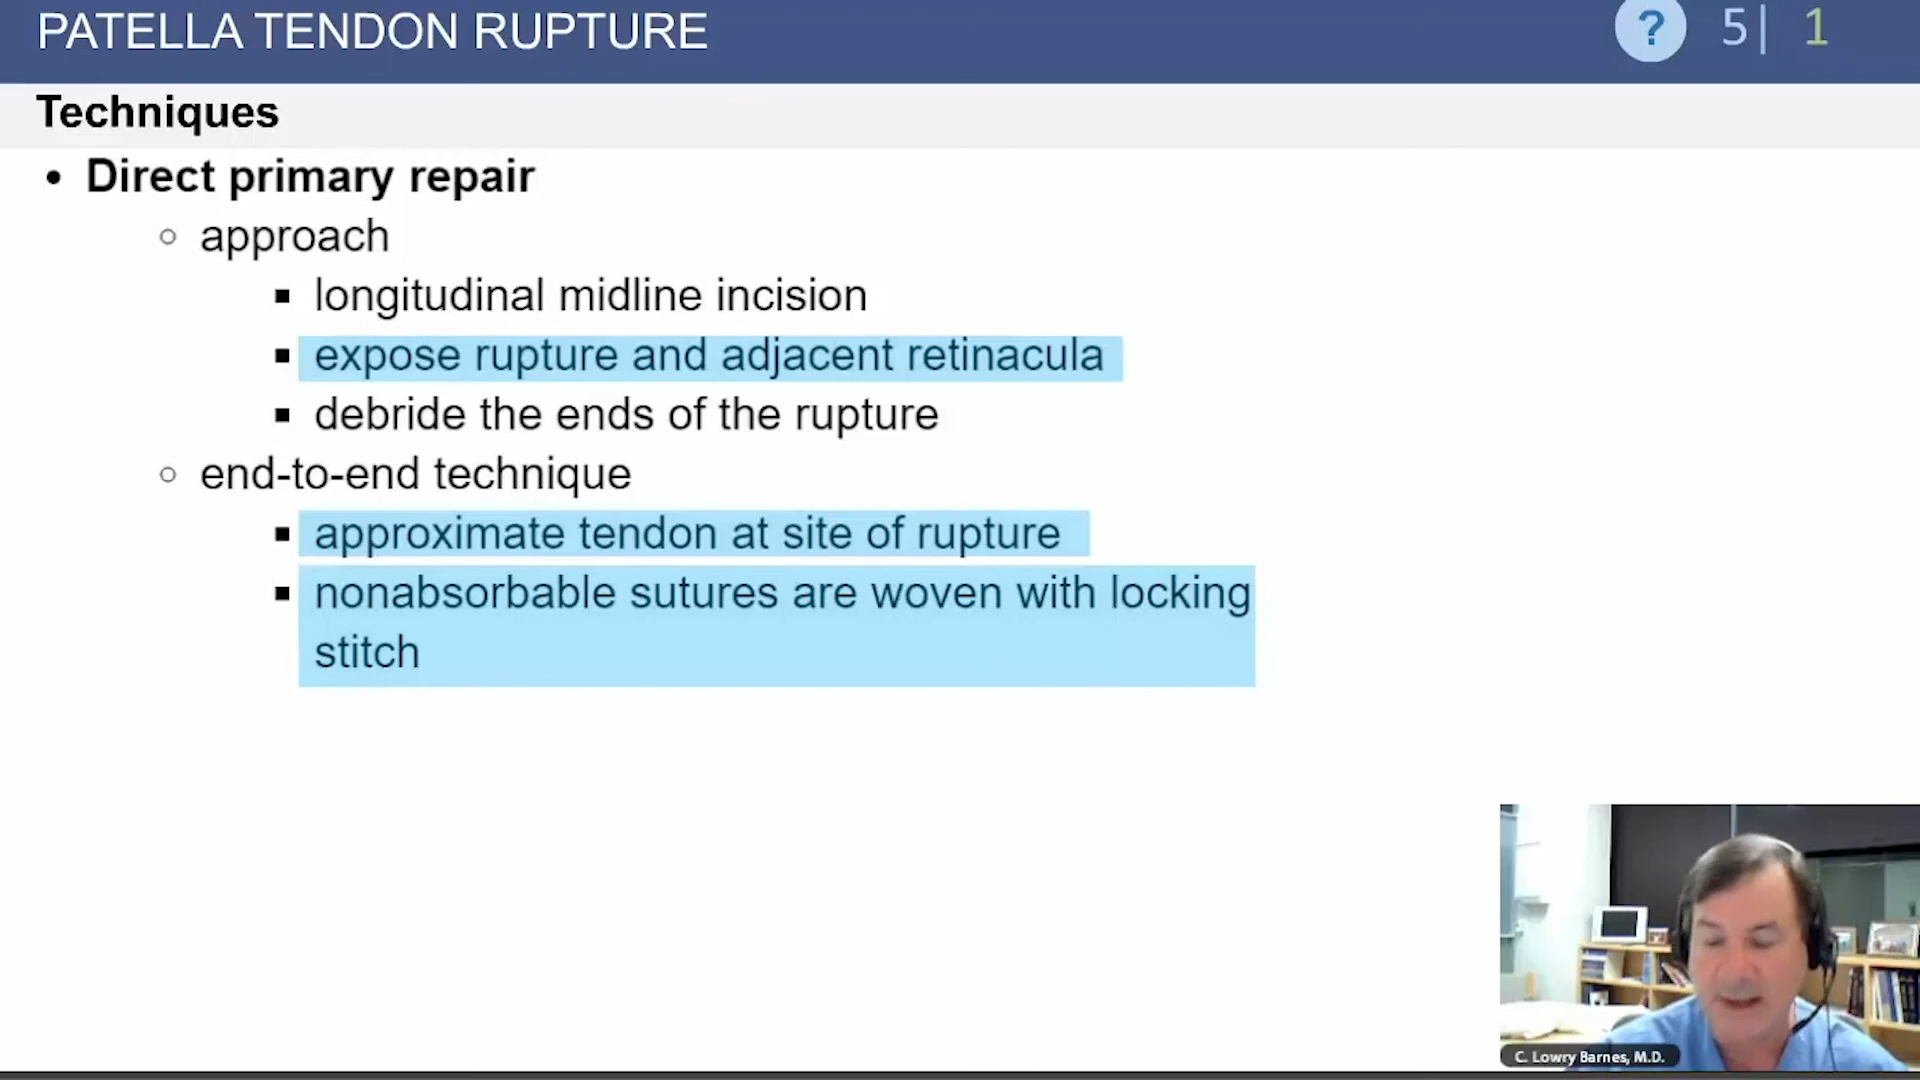 PATELLA TENDON RUPTURE
? 5| 1
Techniques
• Direct primary repair
○ approach
▪ longitudinal midline incision
▪ expose rupture and adjacent retinacula
▪ debride the ends of the rupture
○ end-to-end technique
▪ approximate tendon at site of rupture
▪ nonabsorbable sutures are woven with locking
stitch
C. Lowry Barnes, M.D.